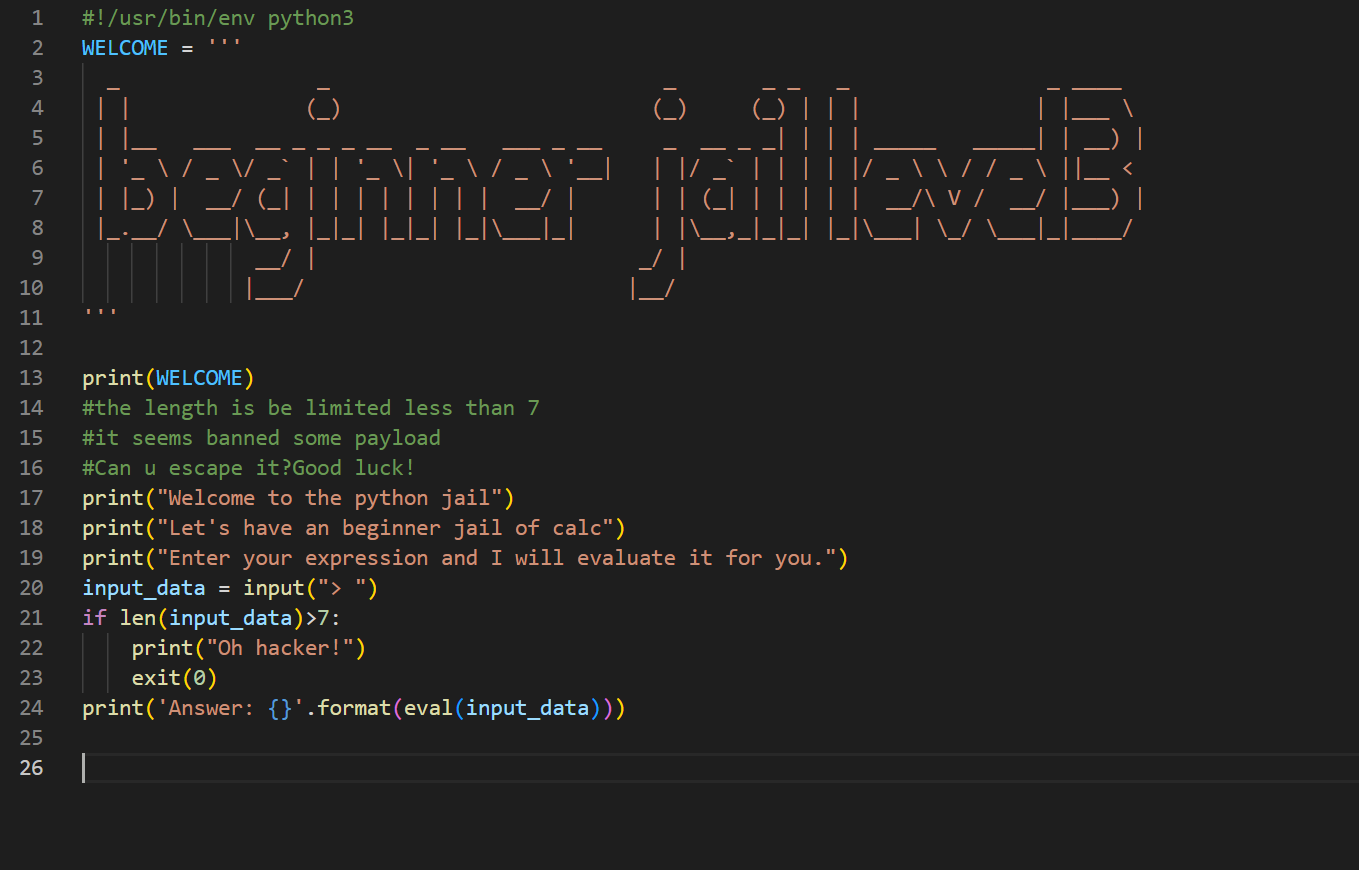 1 #!/usr/bin/env python3
2 WELCOME = '''
3   _                _                           _       _ _   _                _ ____
4  | |              (_)                         (_)     (_) | | |              | |___ \
5  | |__   ___  __ _ _ _ __  _ __   ___ _ __     _  __ _ _| | | | _____   _____| | __) |
6  | '_ \ / _ \/ _` | | '_ \| '_ \ / _ \ '__|   | |/ _` | | | | |/ _ \ \ / / _ \ ||__ <
7  | |_) |  __/ (_| | | | | | | | |  __/ |      | | (_| | | | | |  __/\ V /  __/ |___) |
8  |_.__/ \___|\__, |_|_| |_|_| |_|\___|_|      | |\__,_|_|_| |_|\___| \_/ \___|_|____/
9               __/ |                          _/ |
10             |___/                          |__/
11 '''
12
13 print(WELCOME)
14 #the length is be limited less than 7
15 #it seems banned some payload
16 #Can u escape it?Good luck!
17 print("Welcome to the python jail")
18 print("Let's have an beginner jail of calc")
19 print("Enter your expression and I will evaluate it for you.")
20 input_data = input("> ")
21 if len(input_data)>7:
22     print("Oh hacker!")
23     exit(0)
24 print('Answer: {}'.format(eval(input_data)))
25
26